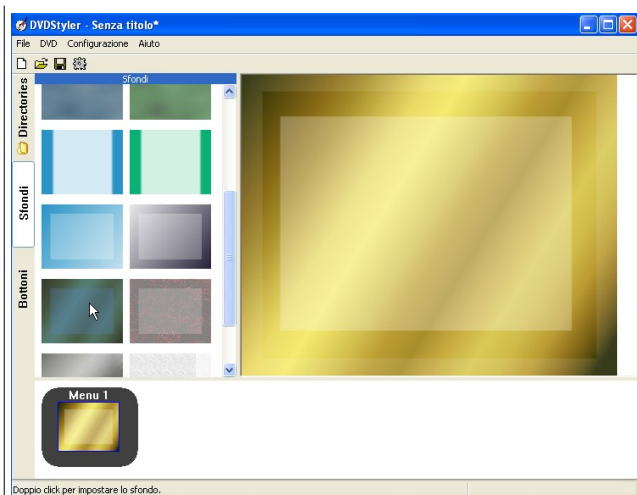 DVDStyler - Senza titolo*
File DVD Configurazione Aiuto
Sfondi
Directories
Sfondi
Bottoni
Menu 1
Doppio click per impostare lo sfondo.